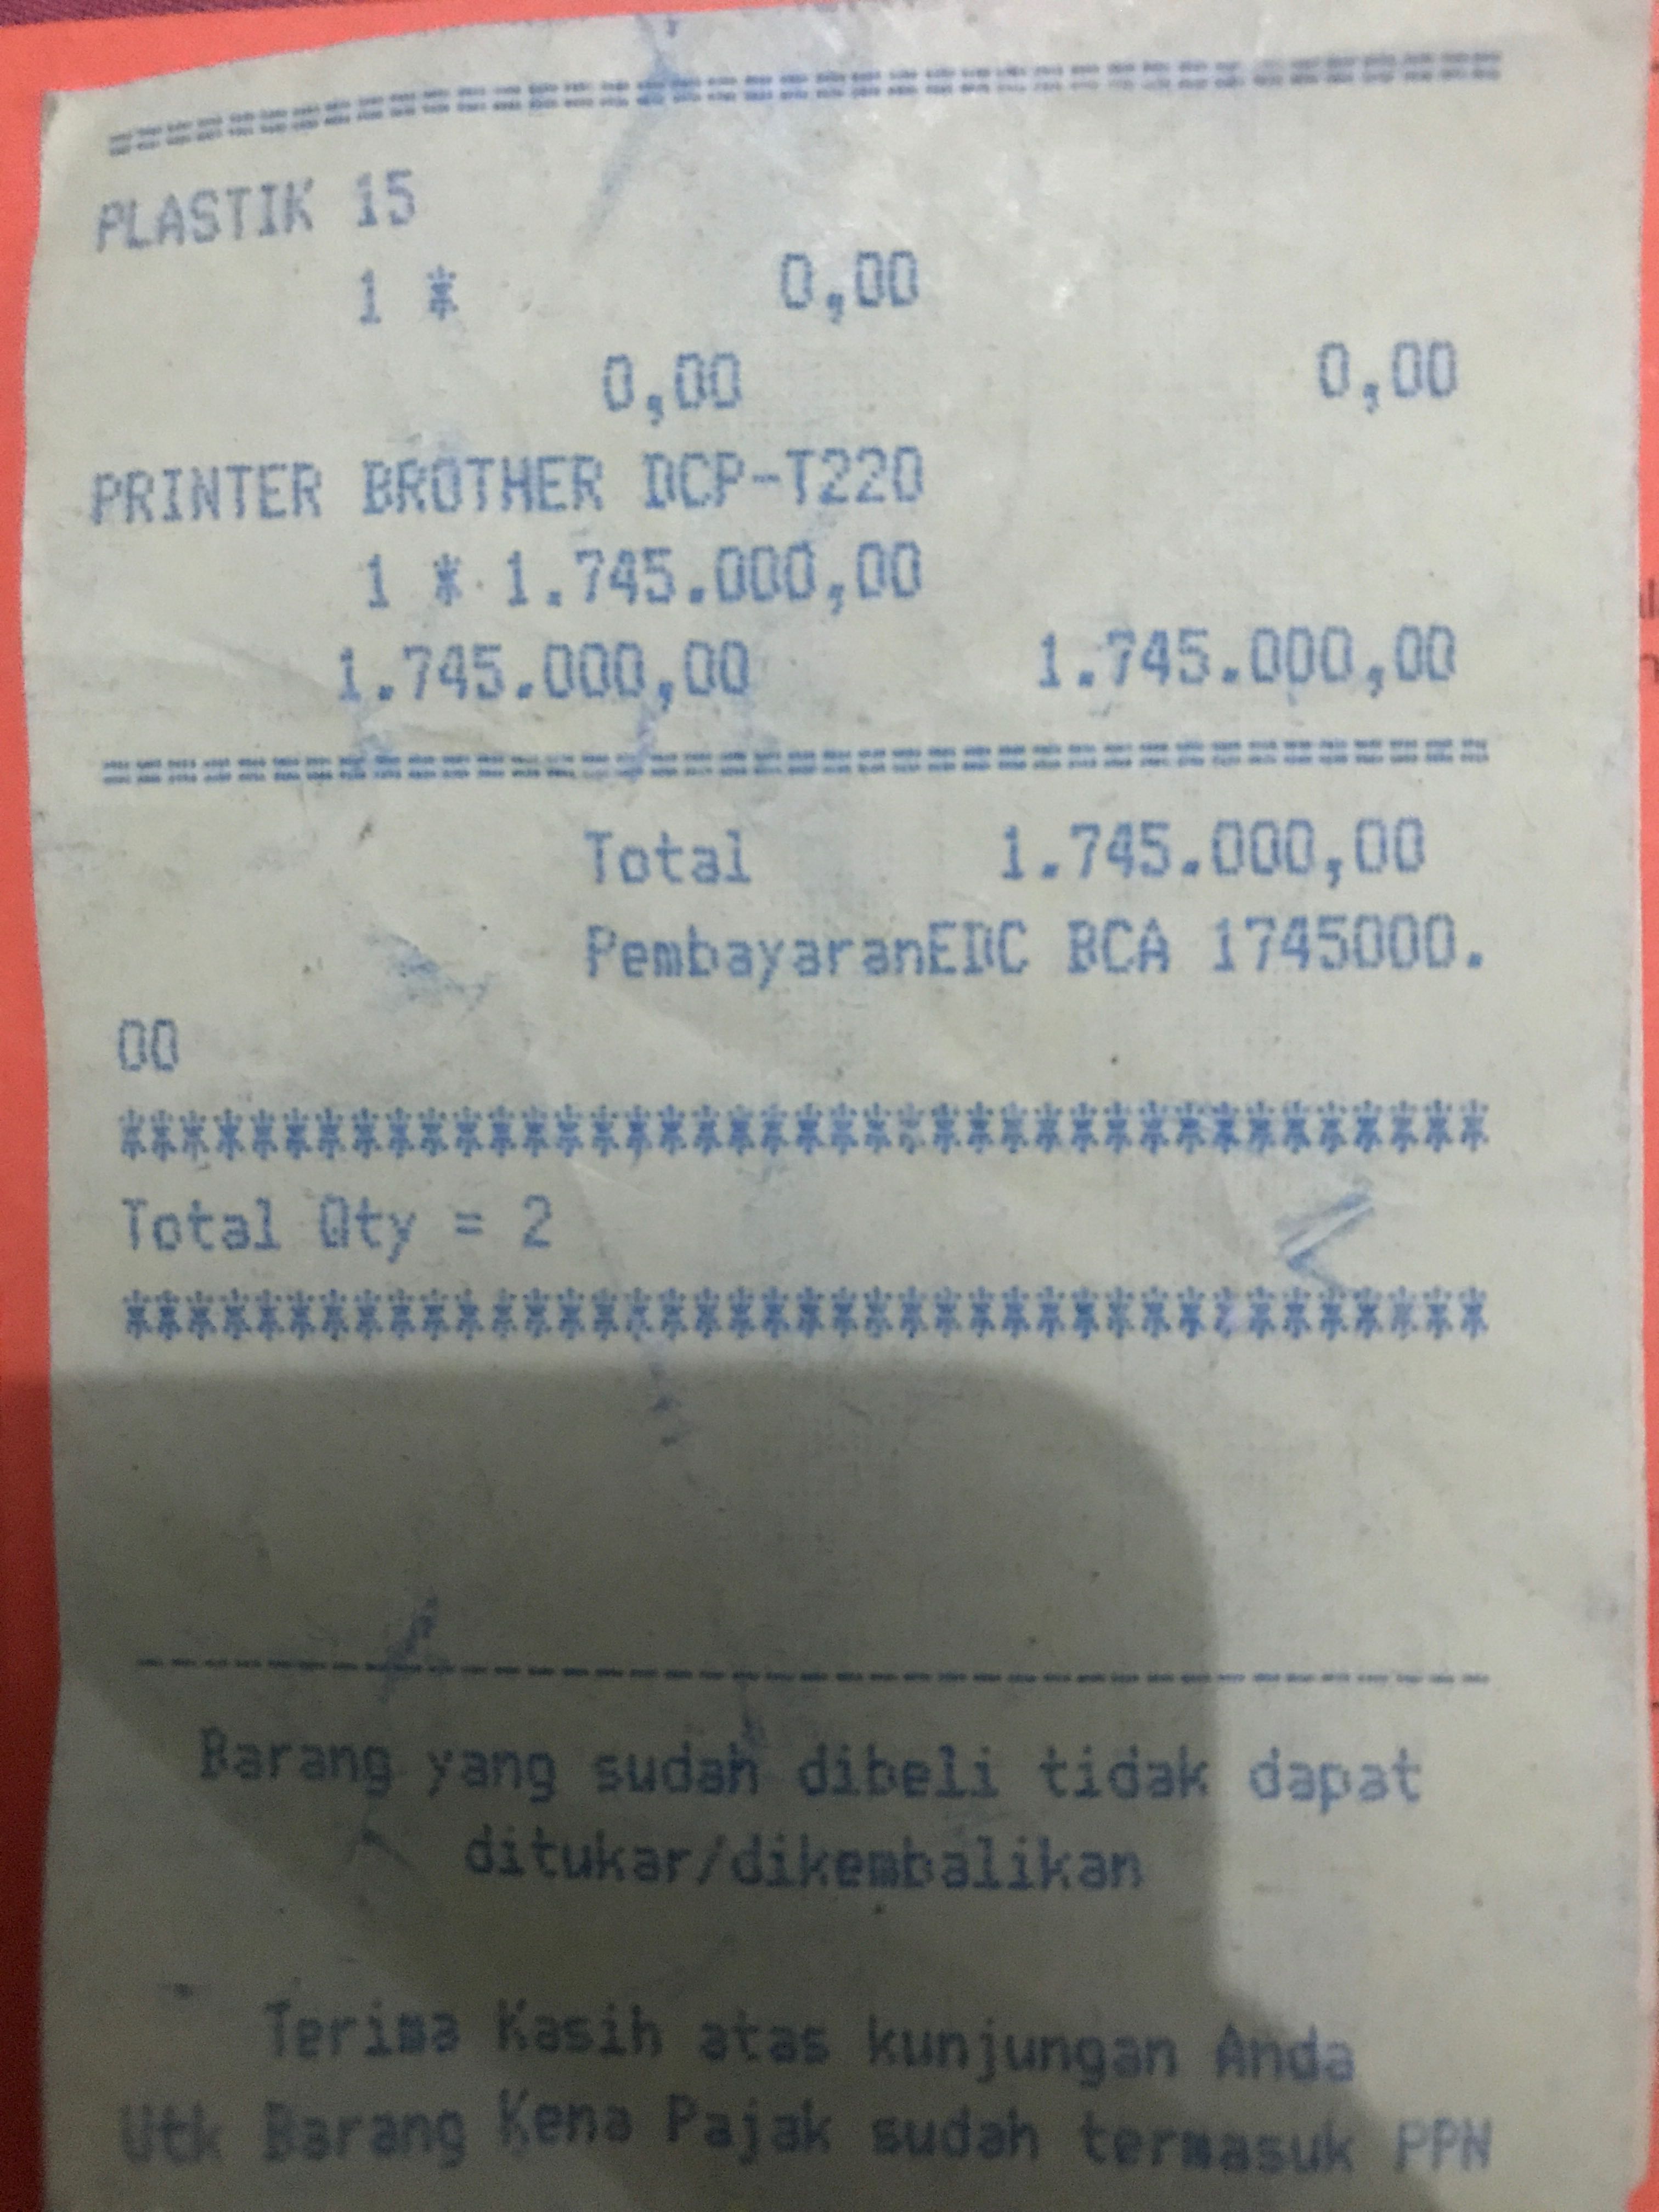 ========================================
PLASTIK 15
1 * 0,00
0,00 0,00
PRINTER BROTHER DCP-T220
1 * 1.745.000,00
1.745.000,00 1.745.000,00
========================================
Total 1.745.000,00
PembayaranEDC BCA 1745000.
00
****************************************
Total Qty = 2
****************************************
----------------------------------------
Barang yang sudah dibeli tidak dapat
ditukar/dikembalikan
Terima Kasih atas kunjungan Anda
Utk Barang Kena Pajak sudah termasuk PPN